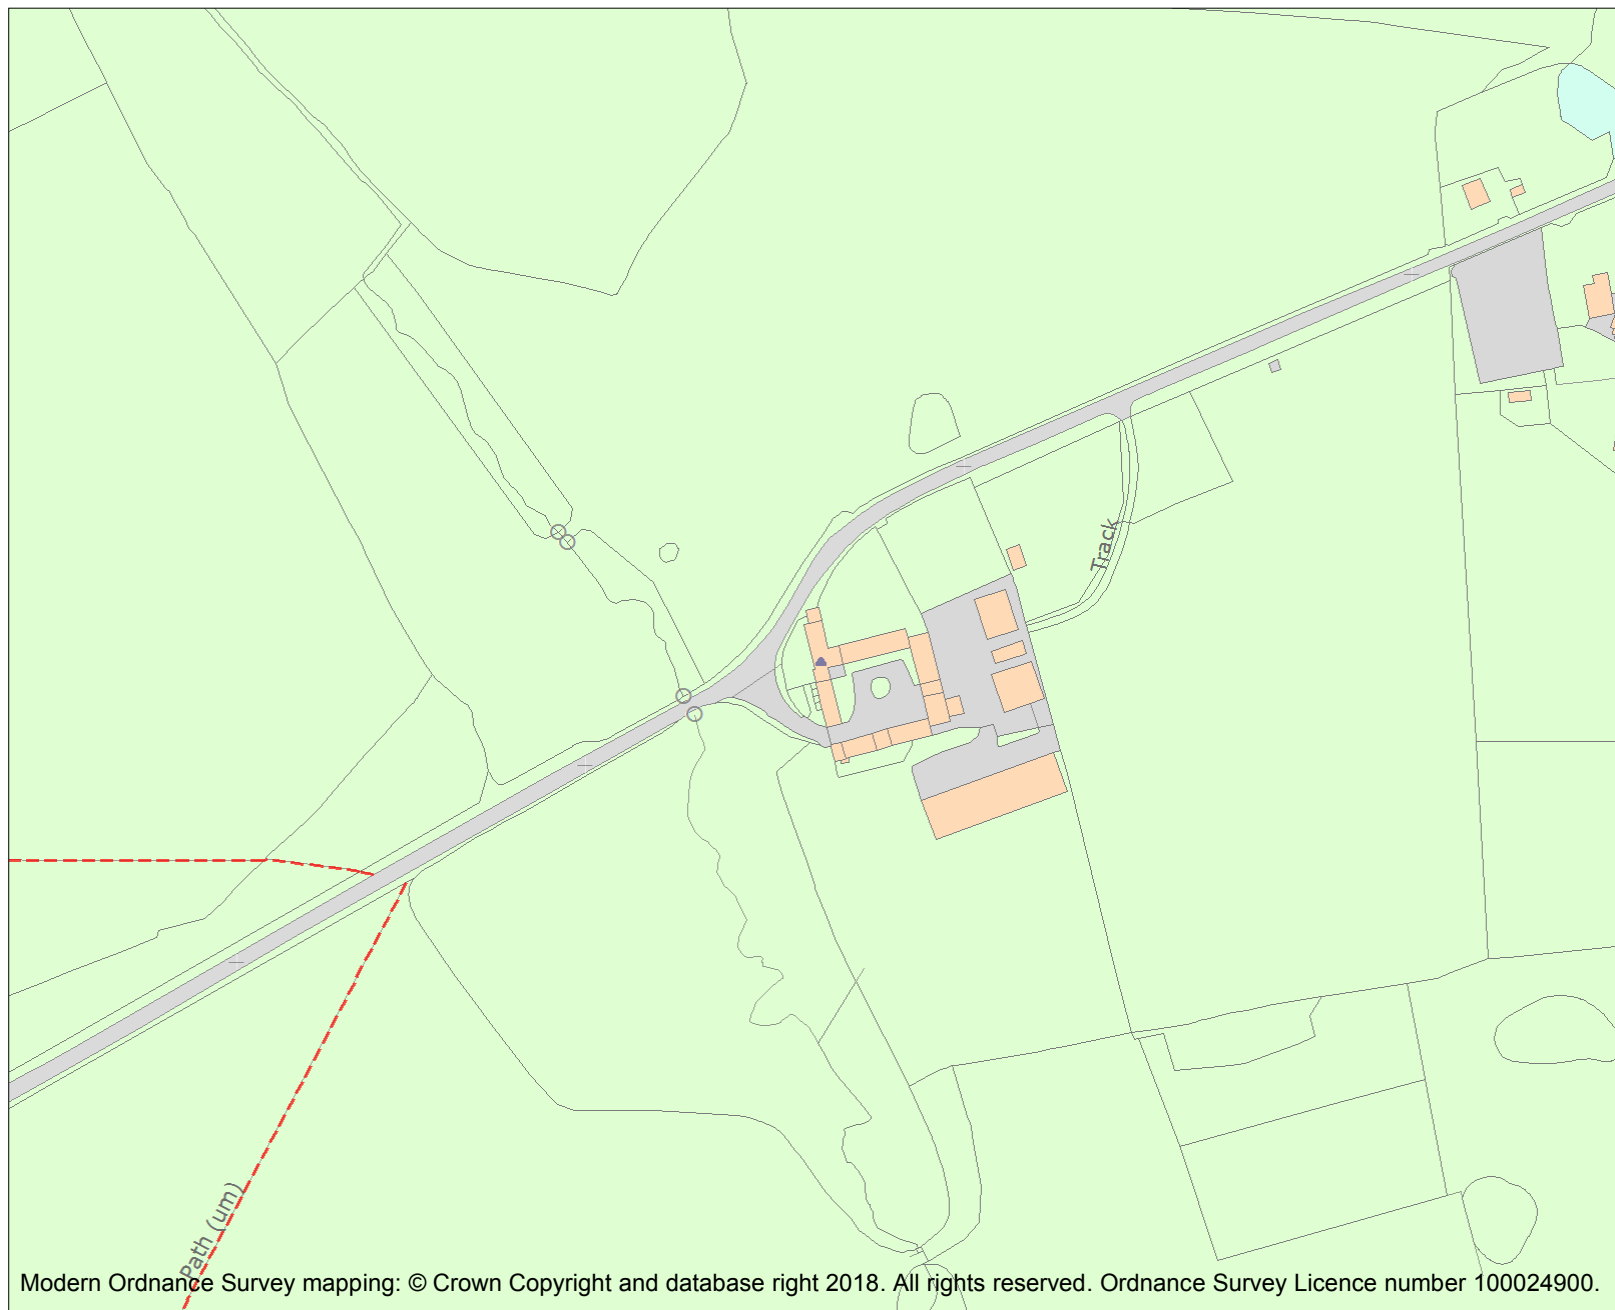 Track
Path (um)
Modern Ordnance Survey mapping: © Crown Copyright and database right 2018. All rights reserved. Ordnance Survey Licence number 100024900.